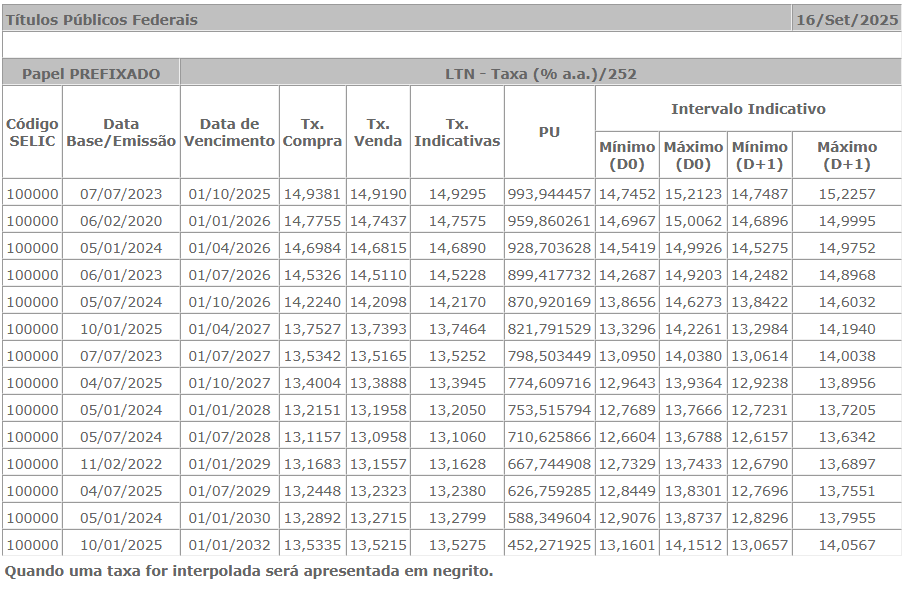 Títulos Públicos Federais 16/Set/2025
Papel PREFIXADO LTN - Taxa (% a.a.)/252
Código SELIC Data Base/Emissão Data de Vencimento Tx. Compra Tx. Venda Tx. Indicativas PU Intervalo Indicativo
Mínimo (D0) Máximo (D0) Mínimo (D+1) Máximo (D+1)
100000 07/07/2023 01/10/2025 14,9381 14,9190 14,9295 993,944457 14,7452 15,2123 14,7487 15,2257
100000 06/02/2020 01/01/2026 14,7755 14,7437 14,7575 959,860261 14,6967 15,0062 14,6896 14,9995
100000 05/01/2024 01/04/2026 14,6984 14,6815 14,6890 928,703628 14,5419 14,9926 14,5275 14,9752
100000 06/01/2023 01/07/2026 14,5326 14,5110 14,5228 899,417732 14,2687 14,9203 14,2482 14,8968
100000 05/07/2024 01/10/2026 14,2240 14,2098 14,2170 870,920169 13,8656 14,6273 13,8422 14,6032
100000 10/01/2025 01/04/2027 13,7527 13,7393 13,7464 821,791529 13,3296 14,2261 13,2984 14,1940
100000 07/07/2023 01/07/2027 13,5342 13,5165 13,5252 798,503449 13,0950 14,0380 13,0614 14,0038
100000 04/07/2025 01/10/2027 13,4004 13,3888 13,3945 774,609716 12,9643 13,9364 12,9238 13,8956
100000 05/01/2024 01/01/2028 13,2151 13,1958 13,2050 753,515794 12,7689 13,7666 12,7231 13,7205
100000 05/07/2024 01/07/2028 13,1157 13,0958 13,1060 710,625866 12,6604 13,6788 12,6157 13,6342
100000 11/02/2022 01/01/2029 13,1683 13,1557 13,1628 667,744908 12,7329 13,7433 12,6790 13,6897
100000 04/07/2025 01/07/2029 13,2448 13,2323 13,2380 626,759285 12,8449 13,8301 12,7696 13,7551
100000 05/01/2024 01/01/2030 13,2892 13,2715 13,2799 588,349604 12,9076 13,8737 12,8296 13,7955
100000 10/01/2025 01/01/2032 13,5335 13,5215 13,5275 452,271925 13,1601 14,1512 13,0657 14,0567
Quando uma taxa for interpolada será apresentada em negrito.